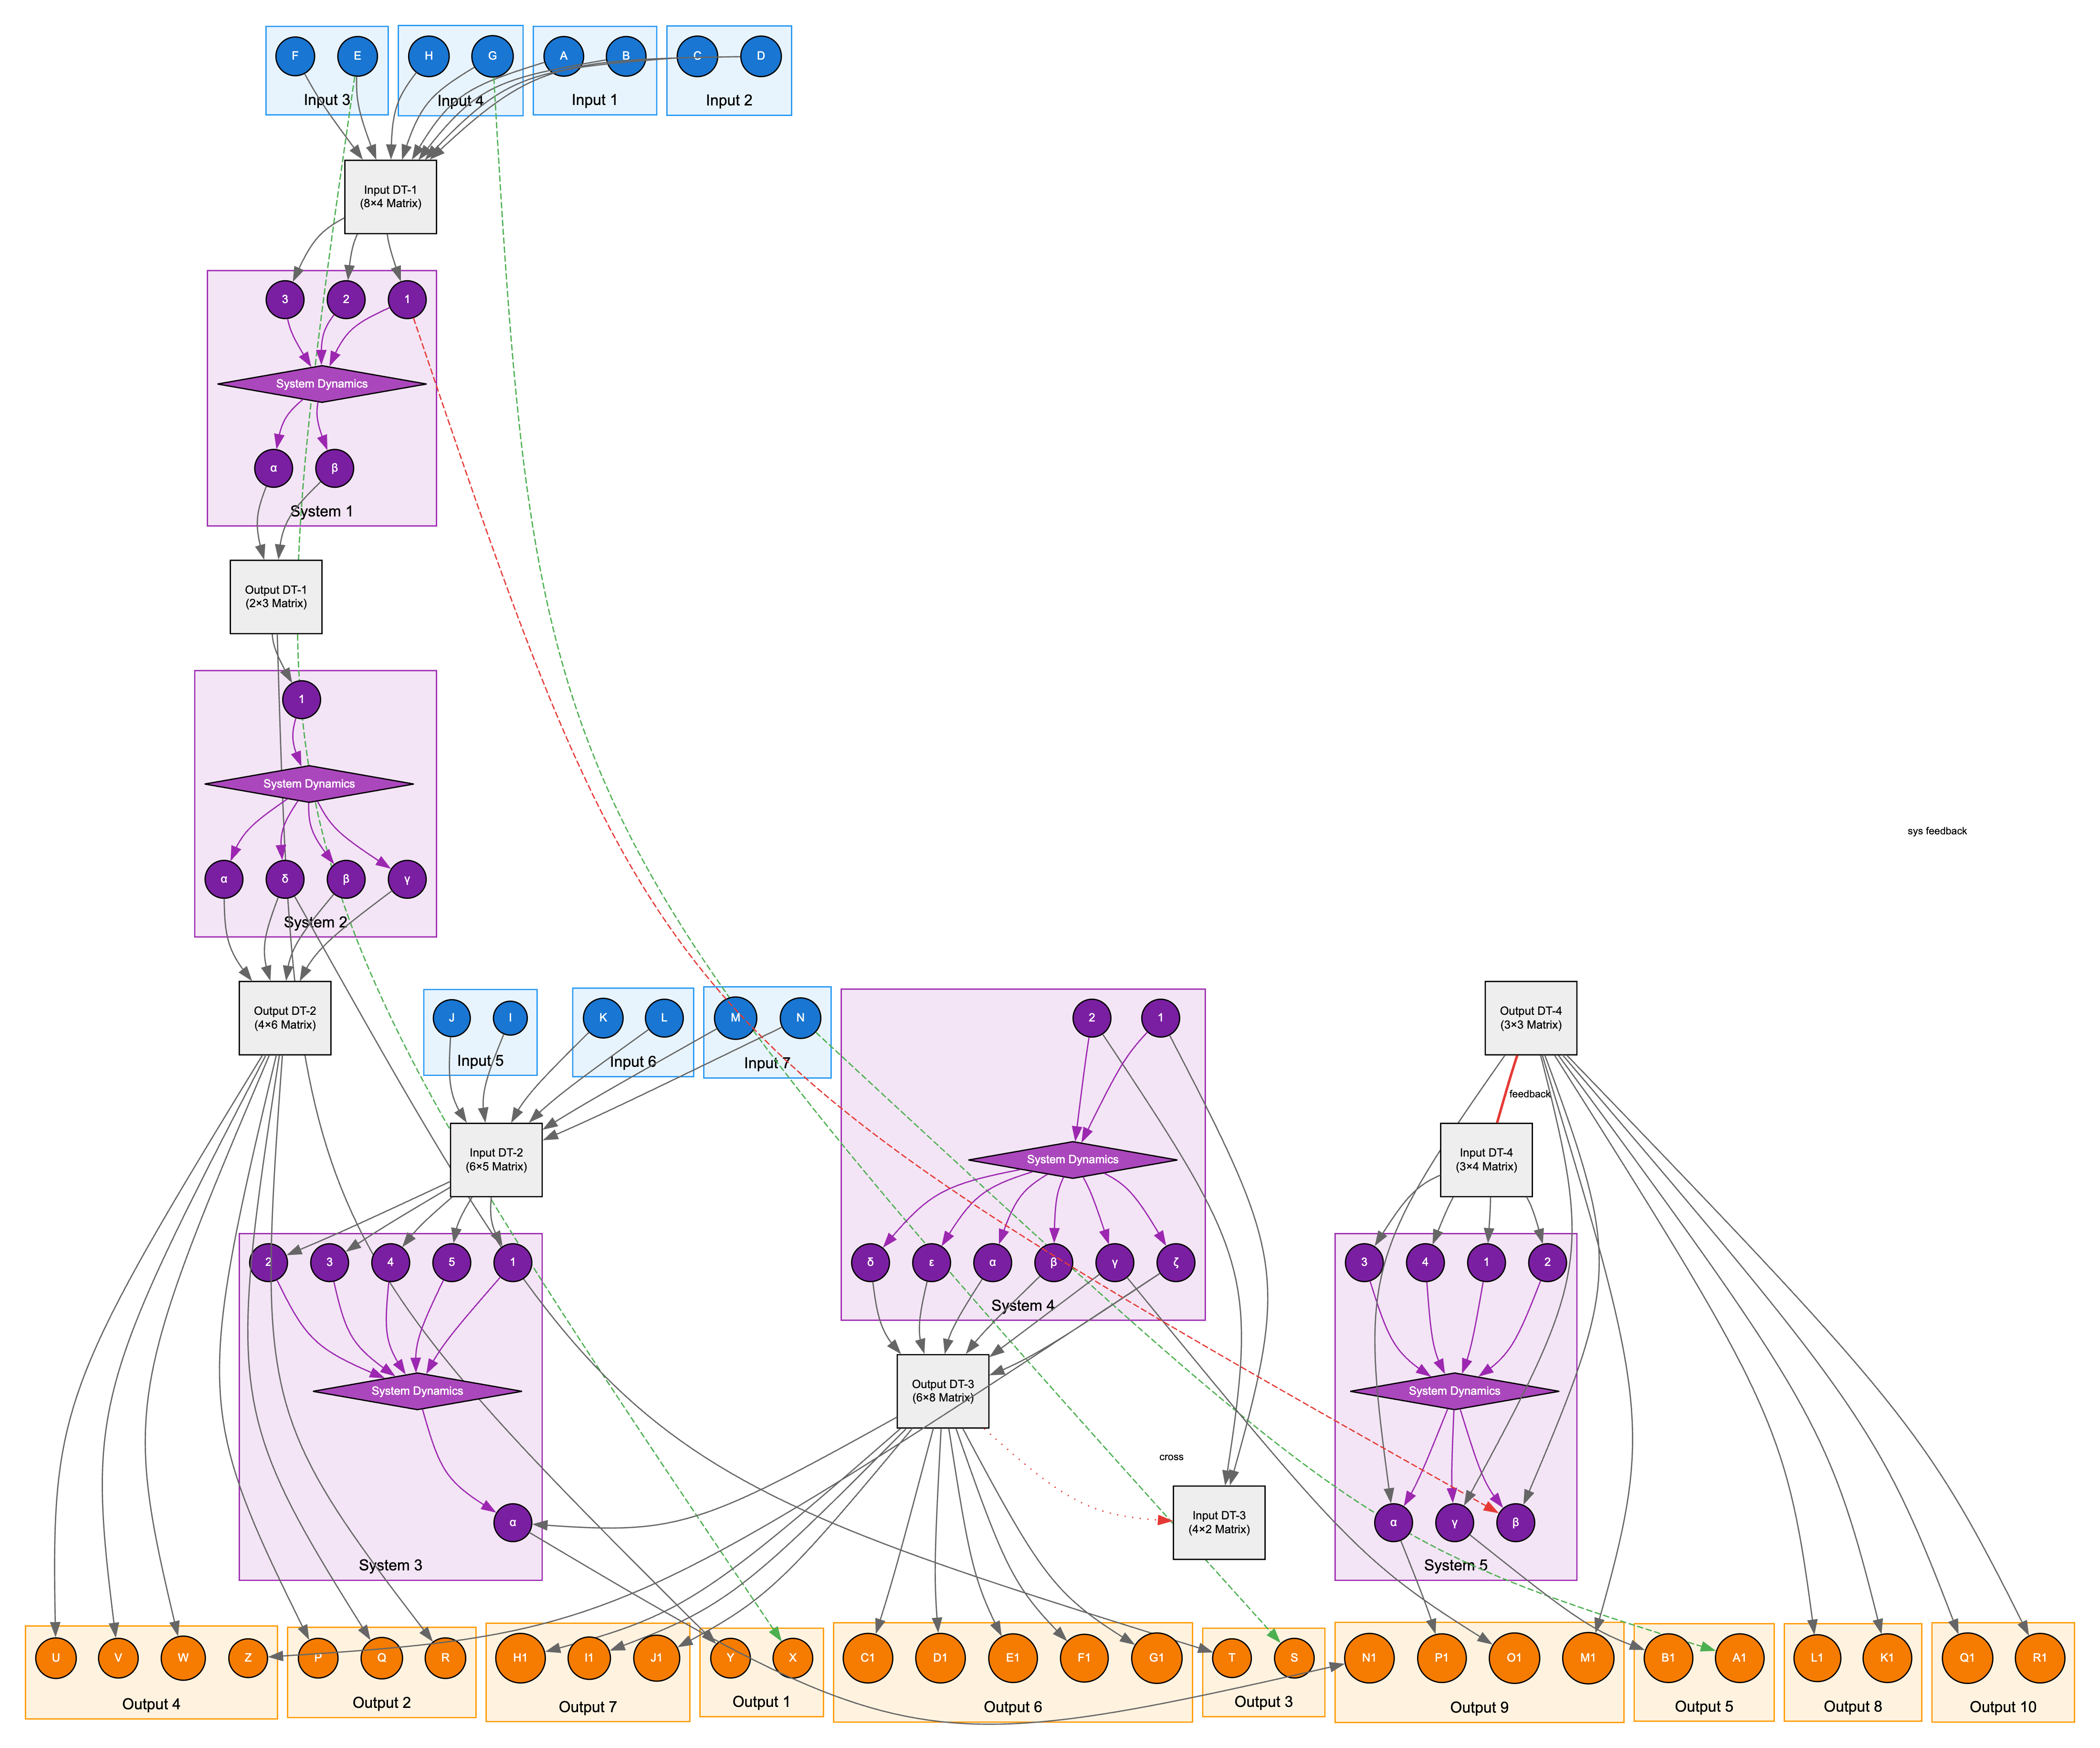 F
E
H
G
A
B
C
D
Input 3
Input 4
Input 1
Input 2
Input DT-1
(8×4 Matrix)
3
2
1
System Dynamics
α
β
System 1
Output DT-1
(2×3 Matrix)
1
System Dynamics
sys feedback
α
δ
β
γ
System 2
Output DT-2
(4×6 Matrix)
J
I
K
L
M
N
2
1
Output DT-4
(3×3 Matrix)
Input 5
Input 6
Input 7
feedback
Input DT-2
(6×5 Matrix)
System Dynamics
Input DT-4
(3×4 Matrix)
2
3
4
5
1
δ
ε
α
β
γ
ζ
3
4
1
2
System 4
System Dynamics
Output DT-3
(6×8 Matrix)
System Dynamics
cross
α
Input DT-3
(4×2 Matrix)
α
γ
β
System 3
System 5
U
V
W
Z
P
Q
R
H1
I1
J1
Y
X
C1
D1
E1
F1
G1
T
S
N1
P1
O1
M1
B1
A1
L1
K1
Q1
R1
Output 4
Output 2
Output 7
Output 1
Output 6
Output 3
Output 9
Output 5
Output 8
Output 10